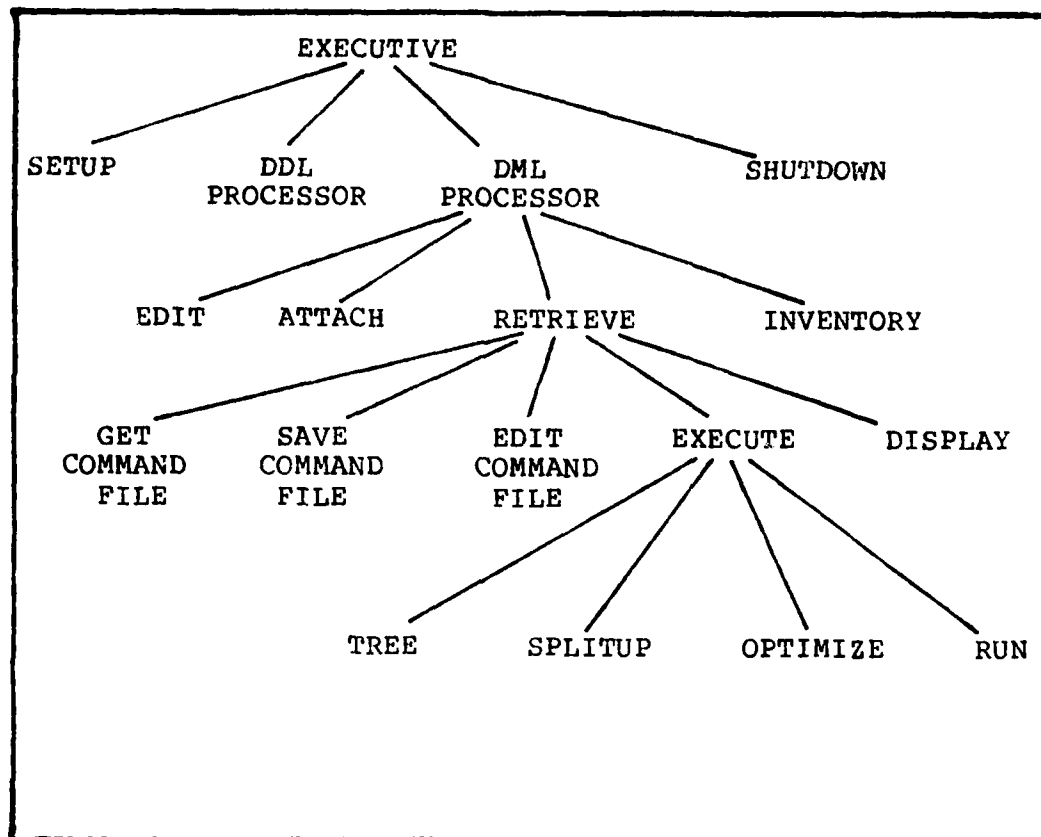 EXECUTIVE
SETUP
DDL
PROCESSOR
DML
PROCESSOR
SHUTDOWN
EDIT
ATTACH
RETRIEVE
INVENTORY
GET
COMMAND
FILE
SAVE
COMMAND
FILE
EDIT
COMMAND
FILE
EXECUTE
DISPLAY
TREE
SPLITUP
OPTIMIZE
RUN